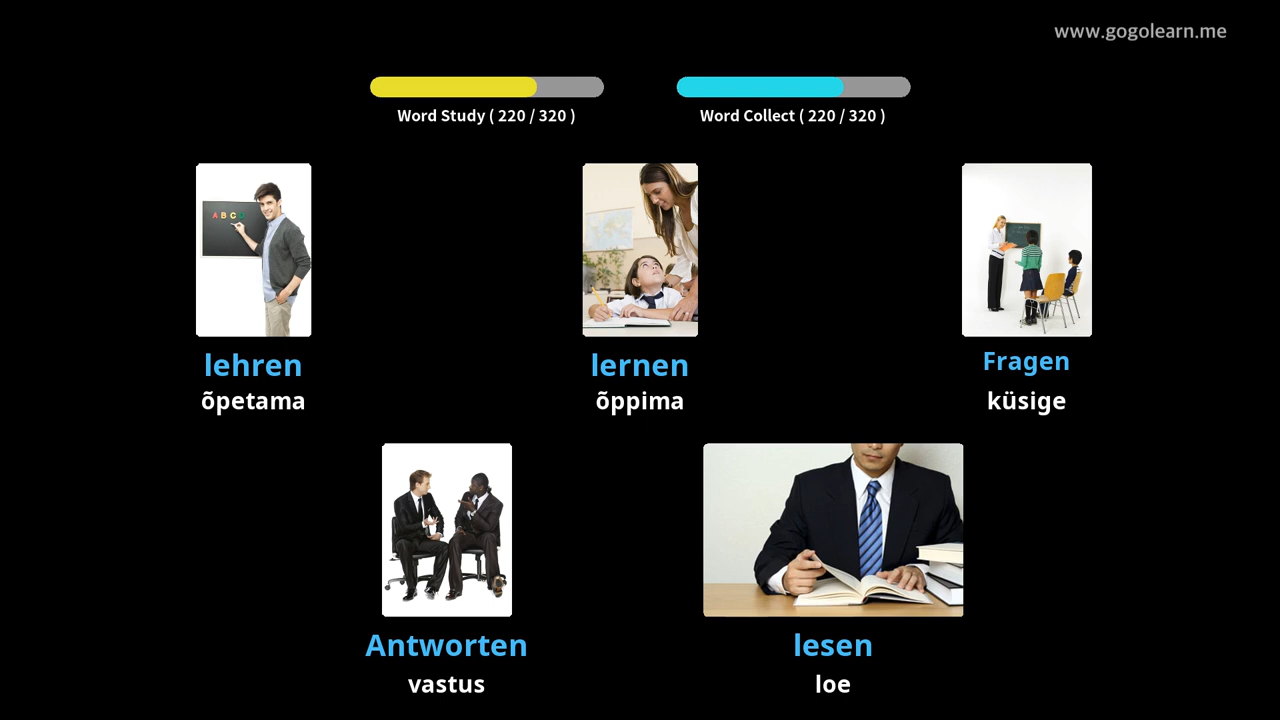 www.gogolearn.me
Word Study ( 220 / 320 )
Word Collect ( 220 / 320 )
A B C D
lehren
õpetama
lernen
õppima
Fragen
küsige
Antworten
vastus
lesen
loe